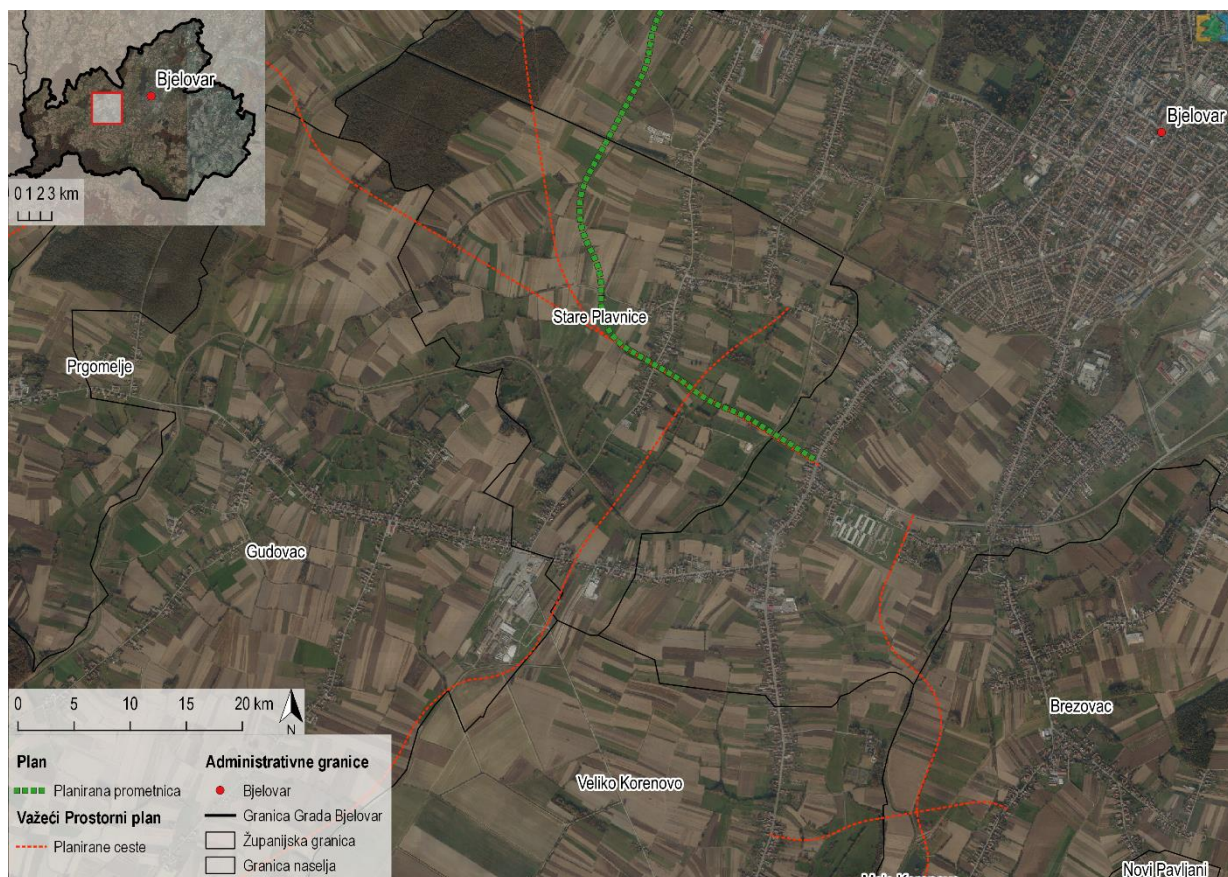 Bjelovar
0 1 2 3 km
Bjelovar
Stare Plavnice
Prgomelje
Gudovac
Brezovac
Veliko Korenovo
Novi Pavljani
0 5 10 15 20 km
N
Plan
Planirana prometnica
Važeći Prostorni plan
Planirane ceste
Administrativne granice
Bjelovar
Granica Grada Bjelovar
Županijska granica
Granica naselja